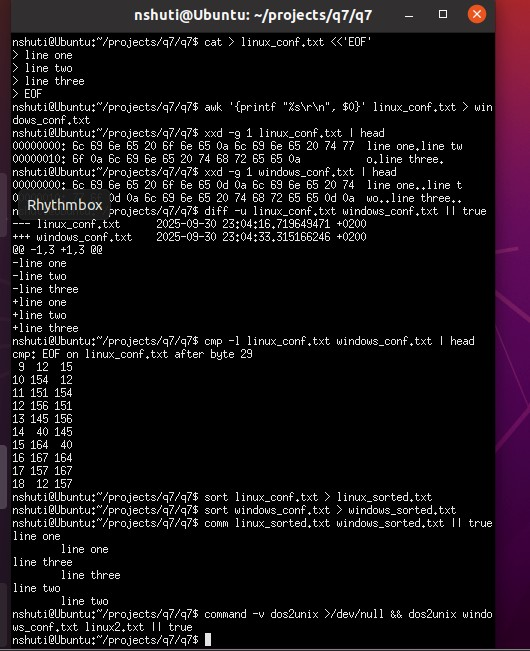 nshuti@Ubuntu: ~/projects/q7/q7
nshuti@Ubuntu:~/projects/q7/q7$ cat > linux_conf.txt <<'EOF'
> line one
> line two
> line three
> EOF
nshuti@Ubuntu:~/projects/q7/q7$ awk '{printf "%s\r\n", $0}' linux_conf.txt > win
dows_conf.txt
nshuti@Ubuntu:~/projects/q7/q7$ xxd -g 1 linux_conf.txt | head
00000000: 6c 69 6e 65 20 6f 6e 65 0a 6c 69 6e 65 20 74 77  line one.line tw
00000010: 6f 0a 6c 69 6e 65 20 74 68 72 65 65 0a           o.line three.
nshuti@Ubuntu:~/projects/q7/q7$ xxd -g 1 windows_conf.txt | head
00000000: 6c 69 6e 65 20 6f 6e 65 0d 0a 6c 69 6e 65 20 74  line one..line t
Rhythmbox 0a 6c 69 6e 65 20 74 68 72 65 65 0d 0a  wo..line three..
:~/projects/q7/q7$ diff -u linux_conf.txt windows_conf.txt || true
--- linux_conf.txt      2025-09-30 23:04:16.719649471 +0200
+++ windows_conf.txt    2025-09-30 23:04:33.315166246 +0200
@@ -1,3 +1,3 @@
-line one
-line two
-line three
+line one
+line two
+line three
nshuti@Ubuntu:~/projects/q7/q7$ cmp -l linux_conf.txt windows_conf.txt | head
cmp: EOF on linux_conf.txt after byte 29
 9  12  15
10 154  12
11 151 154
12 156 151
13 145 156
14  40 145
15 164  40
16 167 164
17 157 167
18  12 157
nshuti@Ubuntu:~/projects/q7/q7$ sort linux_conf.txt > linux_sorted.txt
nshuti@Ubuntu:~/projects/q7/q7$ sort windows_conf.txt > windows_sorted.txt
nshuti@Ubuntu:~/projects/q7/q7$ comm linux_sorted.txt windows_sorted.txt || true
line one
        line one
line three
        line three
line two
        line two
nshuti@Ubuntu:~/projects/q7/q7$ command -v dos2unix >/dev/null && dos2unix windo
ws_conf.txt linux2.txt || true
nshuti@Ubuntu:~/projects/q7/q7$